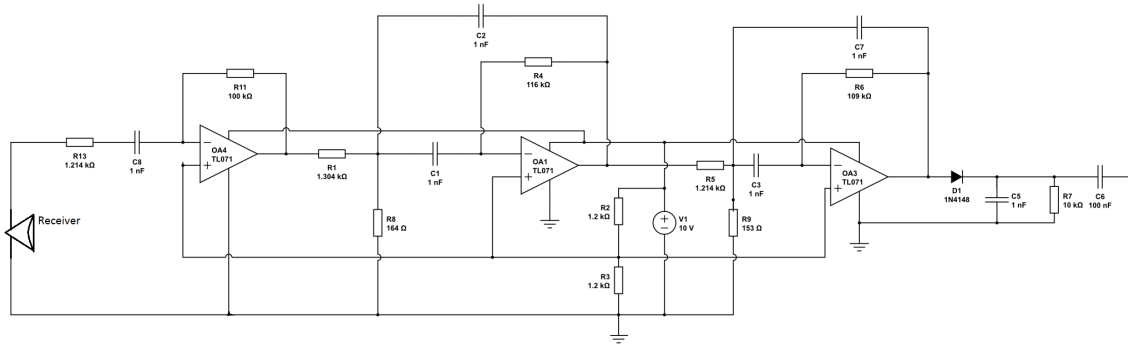 C2
1 nF
C7
1 nF
R11
100 kΩ
R4
116 kΩ
R6
109 kΩ
R13
1.214 kΩ
C8
1 nF
−
+
OA4
TL071
R1
1.304 kΩ
C1
1 nF
−
+
OA1
TL071
R5
1.214 kΩ
C3
1 nF
−
+
OA3
TL071
D1
1N4148
C5
1 nF
R7
10 kΩ
C6
100 nF
Receiver
R8
164 Ω
R2
1.2 kΩ
+
−
V1
10 V
R9
153 Ω
R3
1.2 kΩ